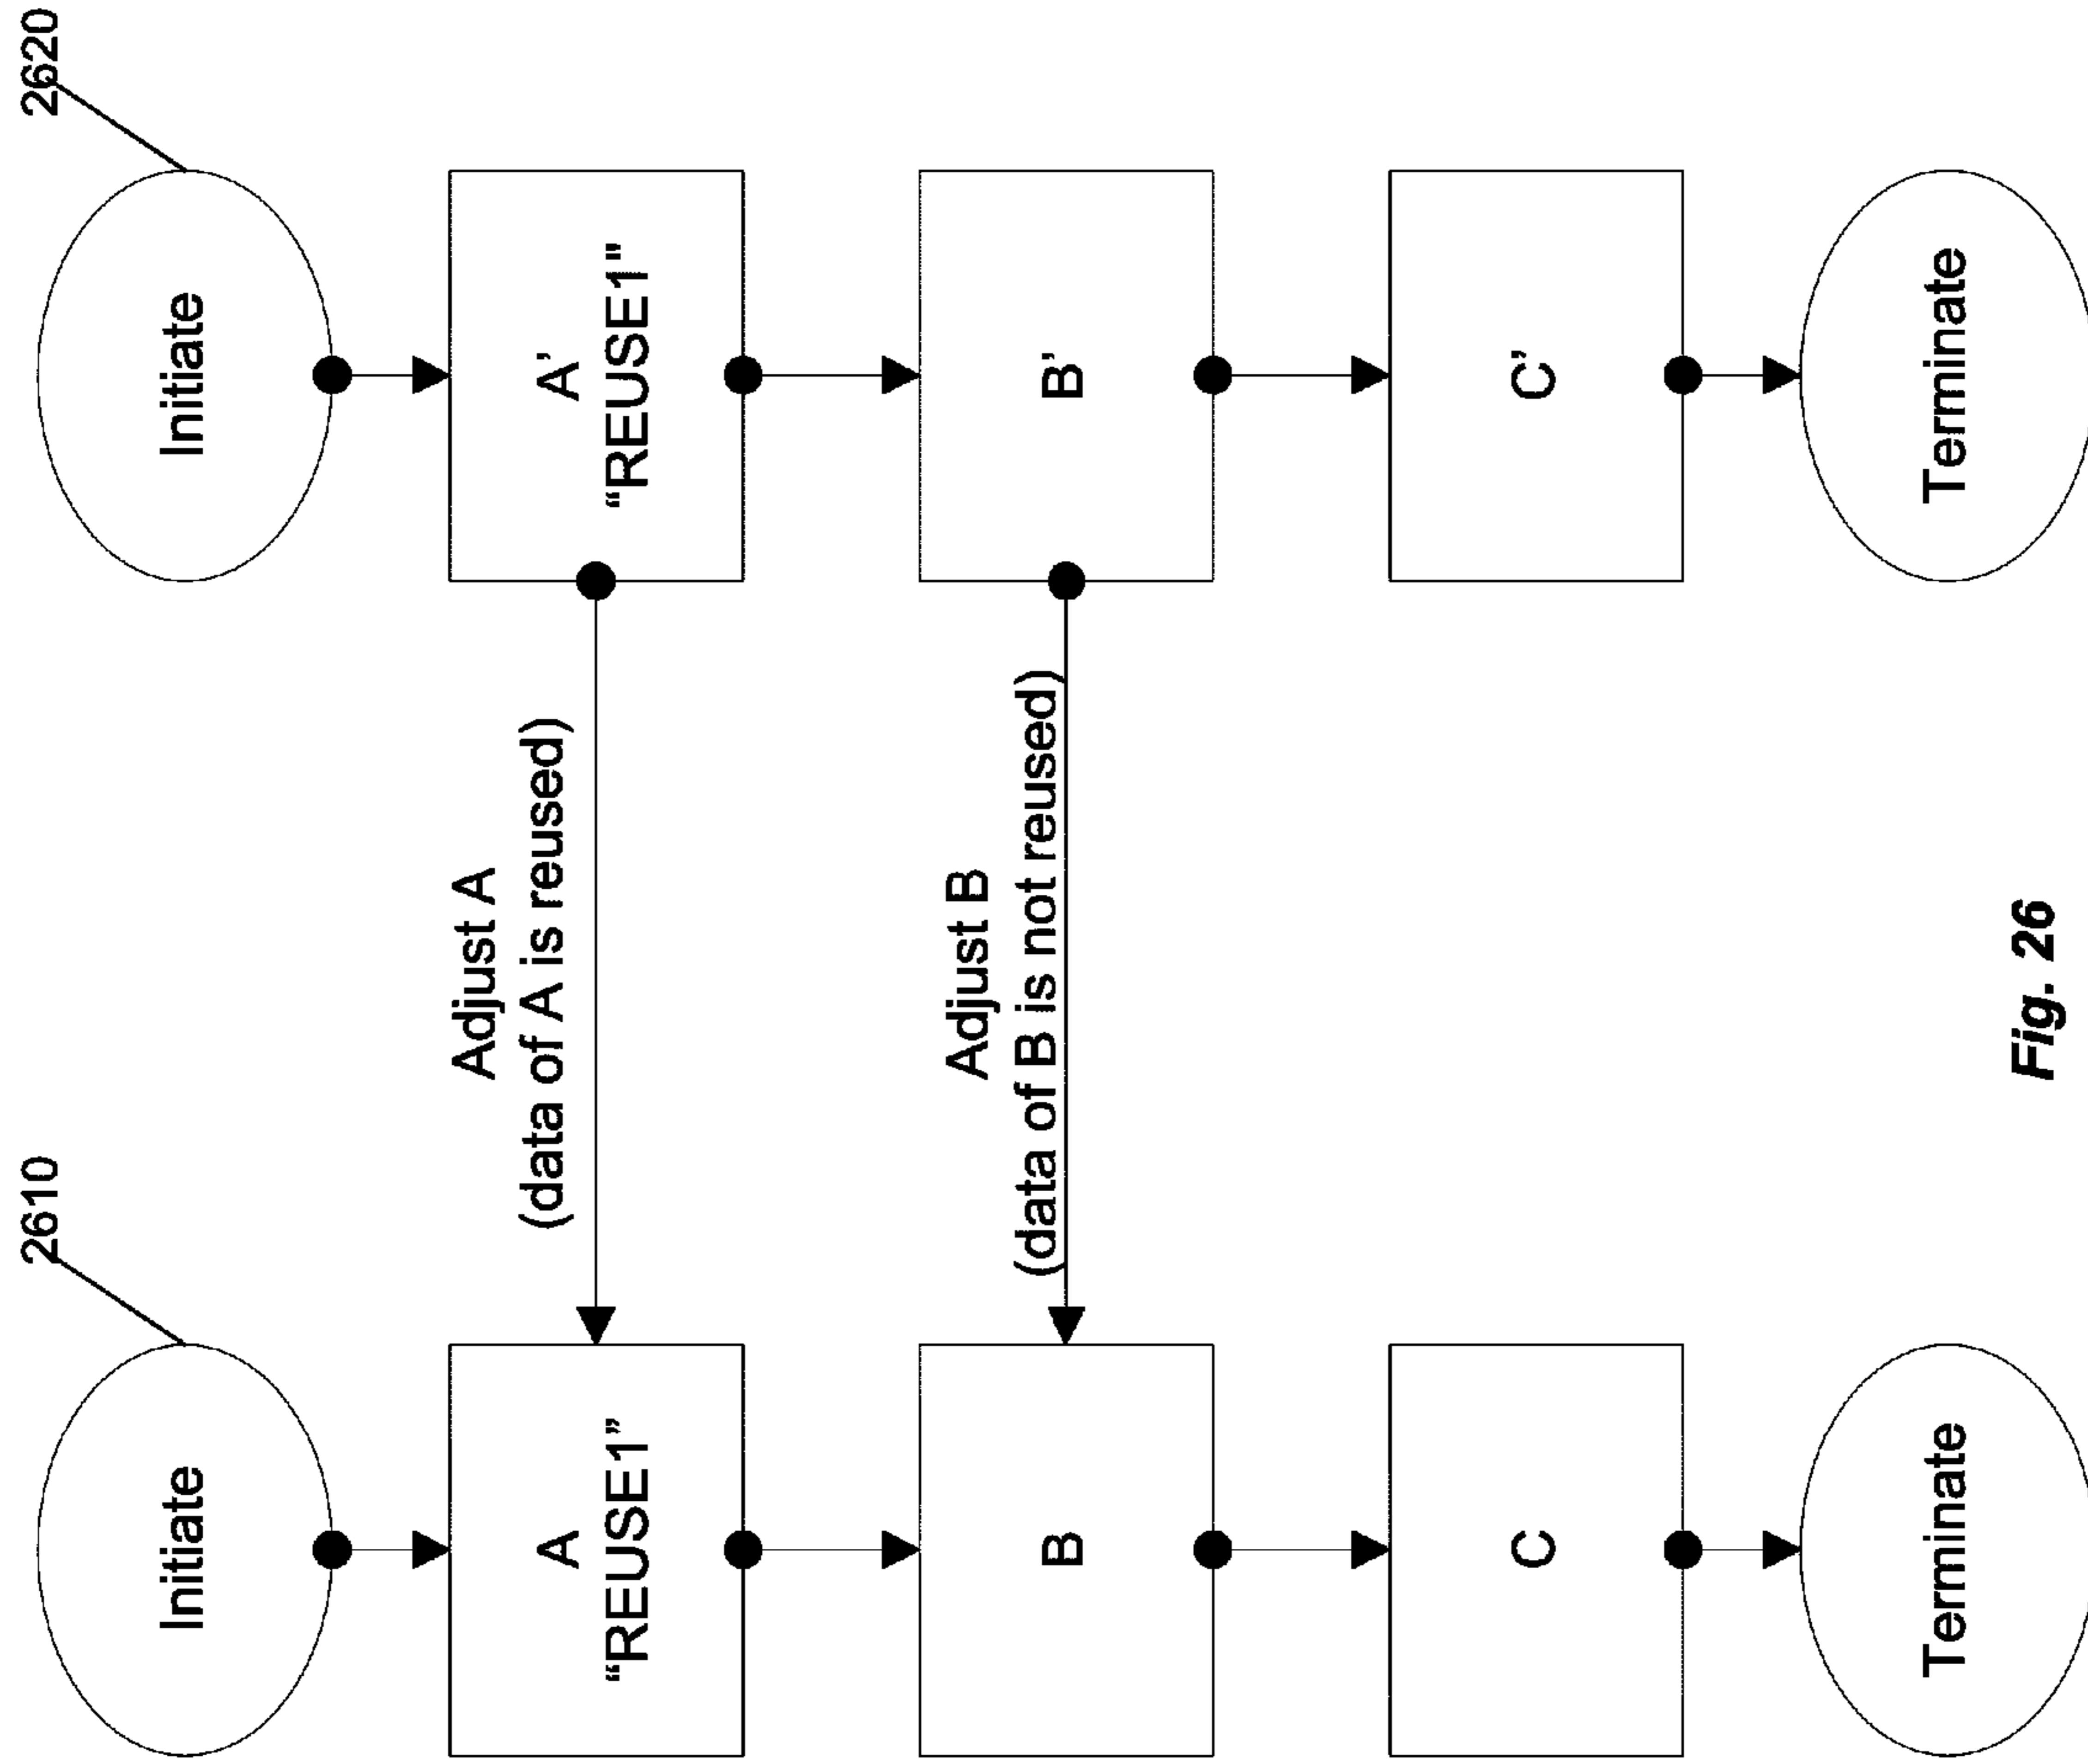 2610
2620
Initiate
Initiate
A
“REUSE1”
Adjust A
(data of A is reused)
A’
“REUSE1"
B
Adjust B
(data of B is not reused)
B’
C
C’
Terminate
Terminate
Fig. 26